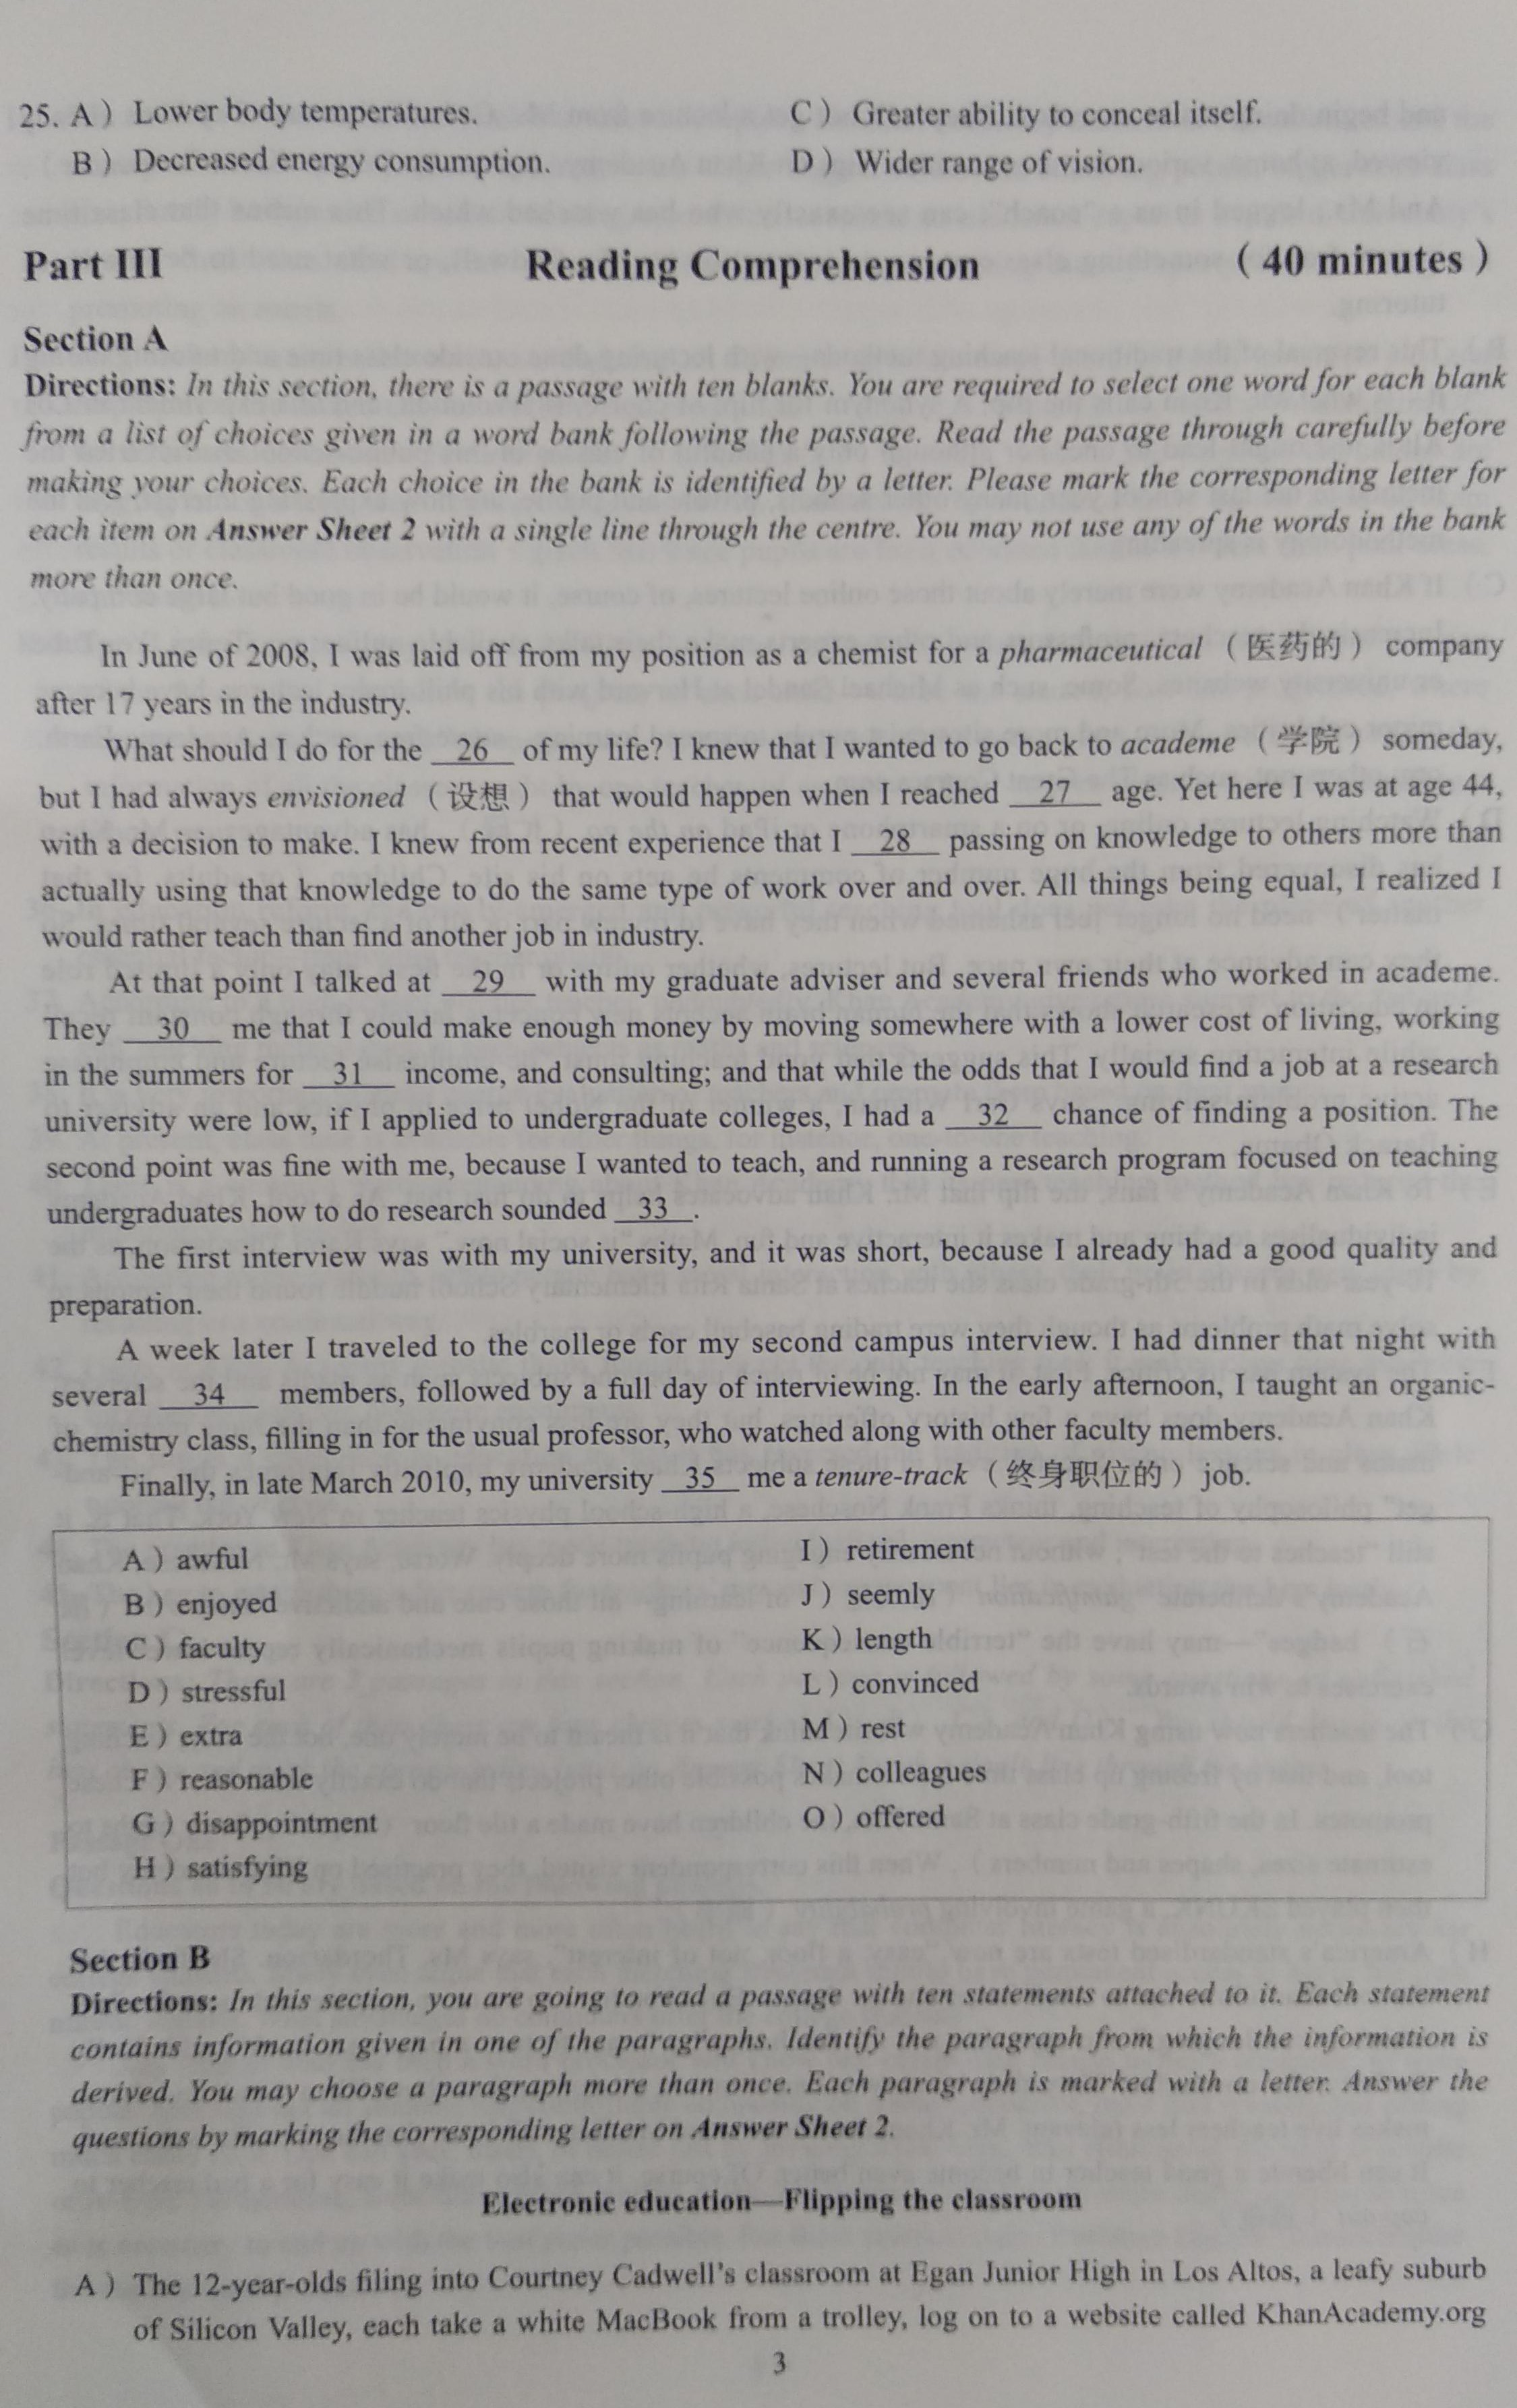 25. A） Lower body temperatures. C） Greater ability to conceal itself.
B） Decreased energy consumption. D） Wider range of vision.
Part III Reading Comprehension （40 minutes）
Section A
Directions: In this section, there is a passage with ten blanks. You are required to select one word for each blank
from a list of choices given in a word bank following the passage. Read the passage through carefully before
making your choices. Each choice in the bank is identified by a letter. Please mark the corresponding letter for
each item on Answer Sheet 2 with a single line through the centre. You may not use any of the words in the bank
more than once.
In June of 2008, I was laid off from my position as a chemist for a pharmaceutical （医药的） company
after 17 years in the industry.
What should I do for the 26 of my life? I knew that I wanted to go back to academe （学院） someday,
but I had always envisioned （设想） that would happen when I reached 27 age. Yet here I was at age 44,
with a decision to make. I knew from recent experience that I 28 passing on knowledge to others more than
actually using that knowledge to do the same type of work over and over. All things being equal, I realized I
would rather teach than find another job in industry.
At that point I talked at 29 with my graduate adviser and several friends who worked in academe.
They 30 me that I could make enough money by moving somewhere with a lower cost of living, working
in the summers for 31 income, and consulting; and that while the odds that I would find a job at a research
university were low, if I applied to undergraduate colleges, I had a 32 chance of finding a position. The
second point was fine with me, because I wanted to teach, and running a research program focused on teaching
undergraduates how to do research sounded 33 .
The first interview was with my university, and it was short, because I already had a good quality and
preparation.
A week later I traveled to the college for my second campus interview. I had dinner that night with
several 34 members, followed by a full day of interviewing. In the early afternoon, I taught an organic-
chemistry class, filling in for the usual professor, who watched along with other faculty members.
Finally, in late March 2010, my university 35 me a tenure-track （终身职位的） job.
A）awful
B）enjoyed
C）faculty
D）stressful
E）extra
F）reasonable
G）disappointment
H）satisfying
I）retirement
J）seemly
K）length
L）convinced
M）rest
N）colleagues
O）offered
Section B
Directions: In this section, you are going to read a passage with ten statements attached to it. Each statement
contains information given in one of the paragraphs. Identify the paragraph from which the information is
derived. You may choose a paragraph more than once. Each paragraph is marked with a letter. Answer the
questions by marking the corresponding letter on Answer Sheet 2.
Electronic education—Flipping the classroom
A） The 12-year-olds filing into Courtney Cadwell's classroom at Egan Junior High in Los Altos, a leafy suburb
of Silicon Valley, each take a white MacBook from a trolley, log on to a website called KhanAcademy.org
3